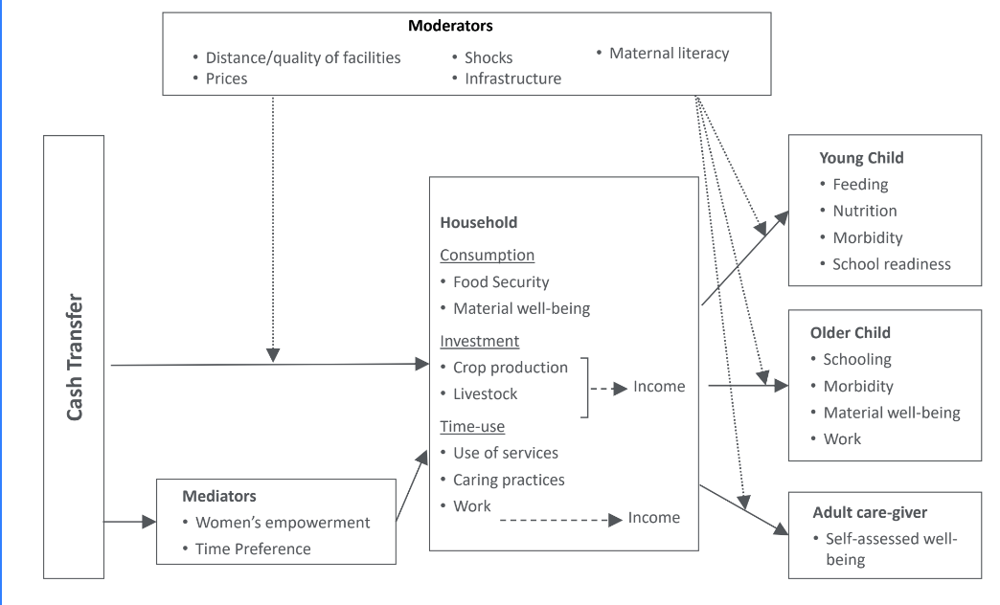 Moderators
• Distance/quality of facilities
• Prices
• Shocks
• Infrastructure
• Maternal literacy
Cash Transfer
Mediators
• Women's empowerment
• Time Preference
Household
Consumption
• Food Security
• Material well-being
Investment
• Crop production
• Livestock
Income
Time-use
• Use of services
• Caring practices
• Work
Income
Young Child
• Feeding
• Nutrition
• Morbidity
• School readiness
Older Child
• Schooling
• Morbidity
• Material well-being
• Work
Adult care-giver
• Self-assessed well-
being